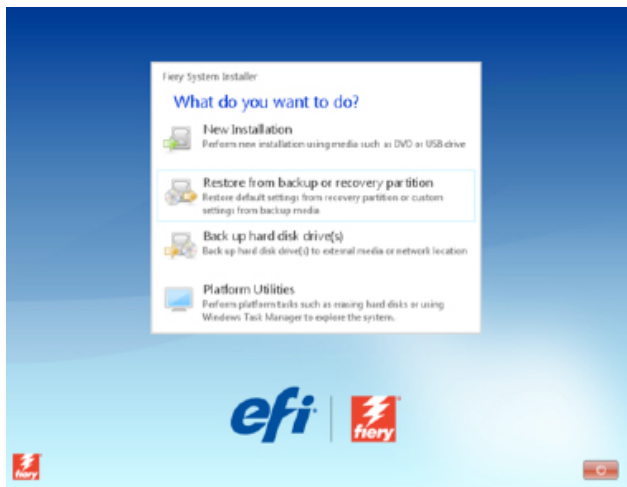 Fiery System Installer
What do you want to do?
New Installation
Perform new installation using media such as DVD or USB drive
Restore from backup or recovery partition
Restore default settings from recovery partition or custom
settings from backup media
Back up hard disk drive(s)
Back up hard disk drive(s) to external media or network location
Platform Utilities
Perform platform tasks such as erasing hard disks or using
Windows Task Manager to explore the system.
efi
fiery
fiery